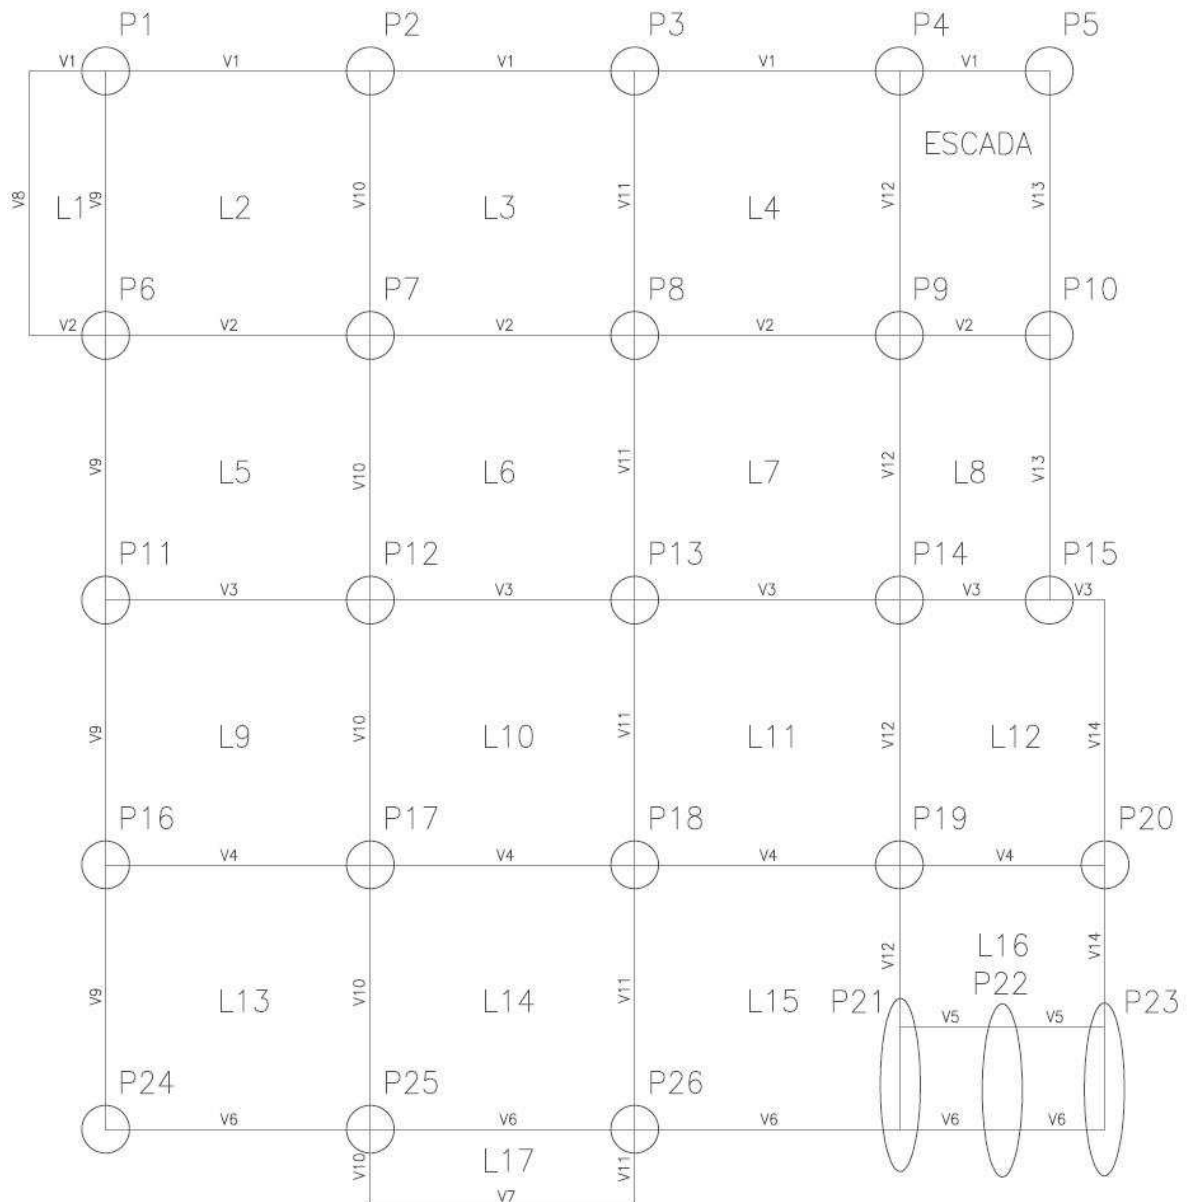 P1 P2 P3 P4 P5
V1 V1 V1 V1 V1
ESCADA
V8 L1 V9 L2 V10 L3 V11 L4 V12 V13
P6 P7 P8 P9 P10
V2 V2 V2 V2 V2
V9 L5 V10 L6 V11 L7 V12 L8 V13
P11 P12 P13 P14 P15
V3 V3 V3 V3 V3
V9 L9 V10 L10 V11 L11 V12 L12 V14
P16 P17 P18 P19 P20
V4 V4 V4 V4
V12 L16 V14
V9 L13 V10 L14 V11 L15 P21 P22 P23
V5 V5
P24 P25 P26
V6 V6 V6 V6 V6
V10 L17 V11
V7